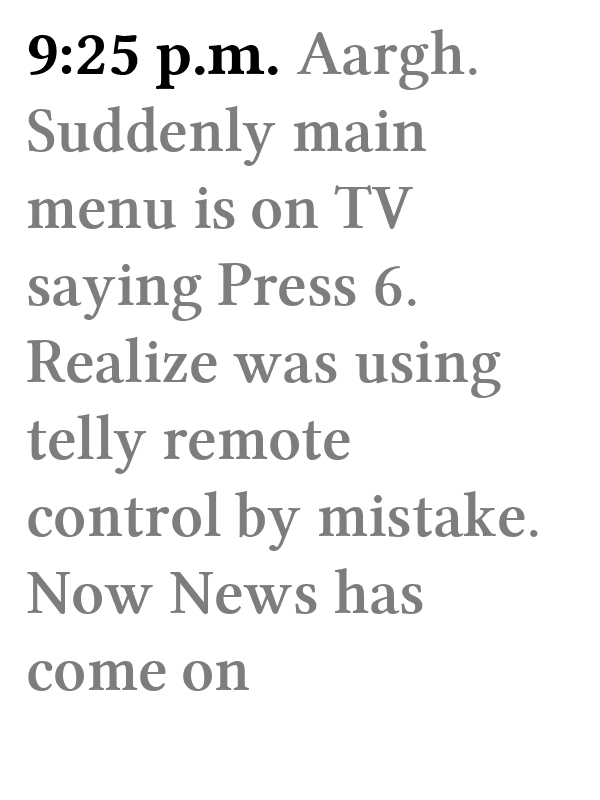 9:25 p.m. Aargh.
Suddenly main
menu is on TV
saying Press 6.
Realize was using
telly remote
control by mistake.
Now News has
come on